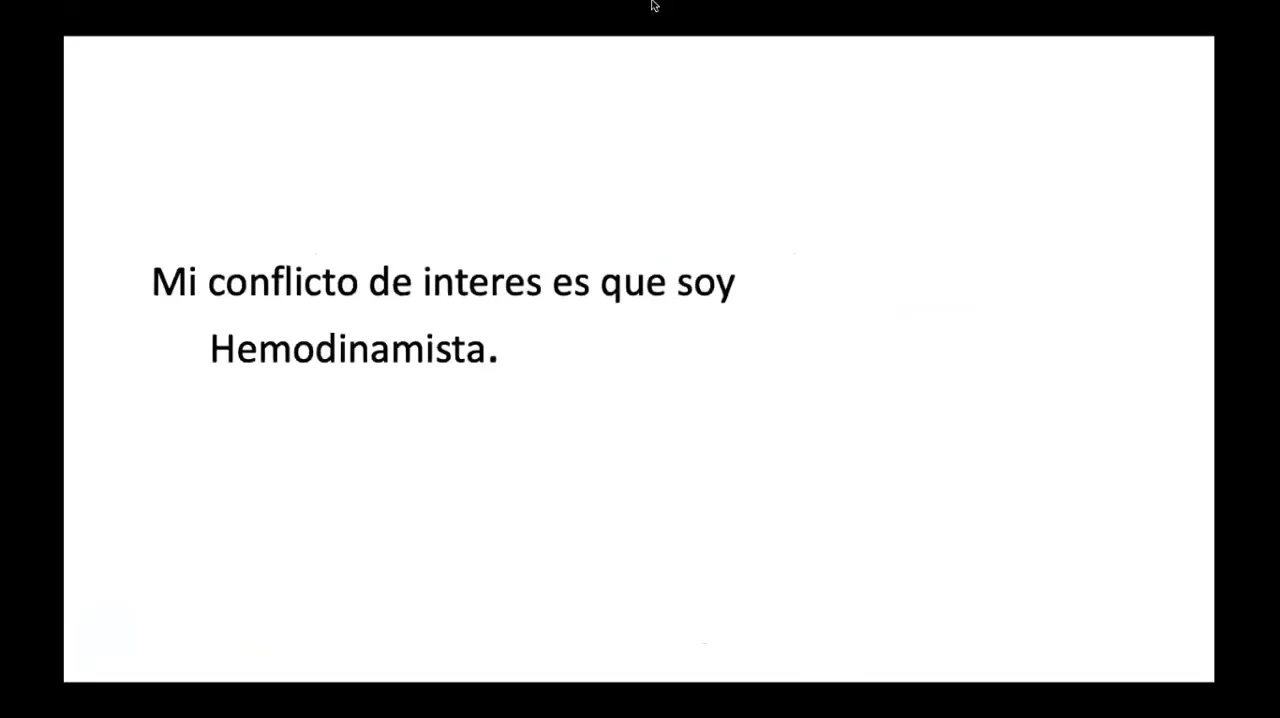 Mi conflicto de interes es que soy
Hemodinamista.